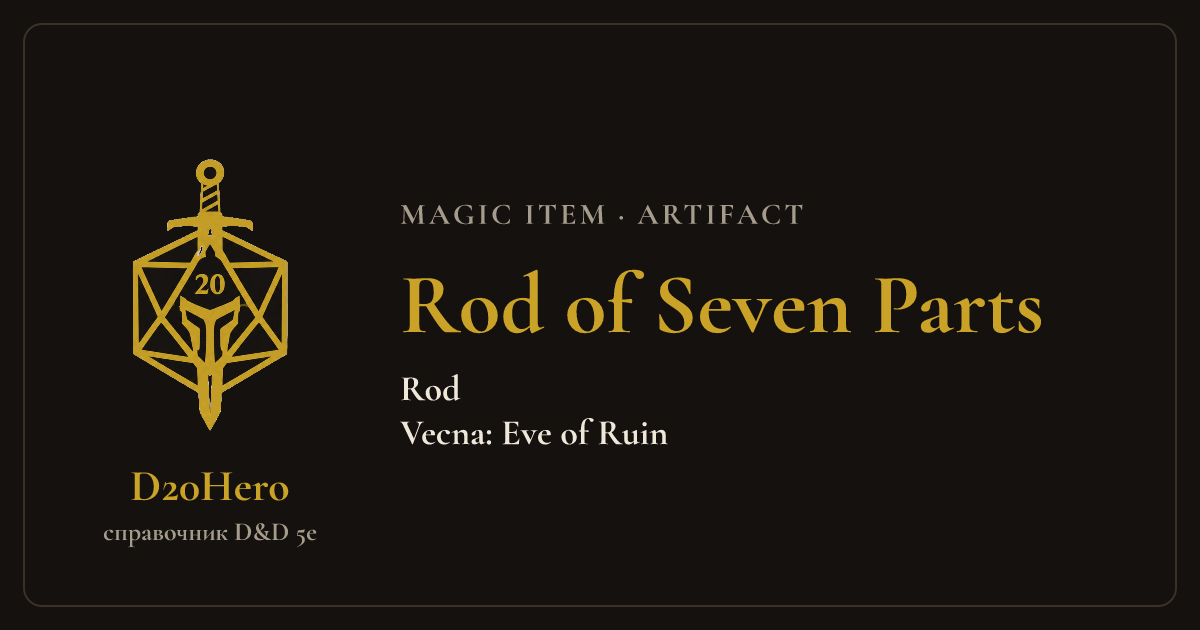 MAGIC ITEM · ARTIFACT
Rod of Seven Parts
Rod
Vecna: Eve of Ruin
20
D20Hero
справочник D&D 5e